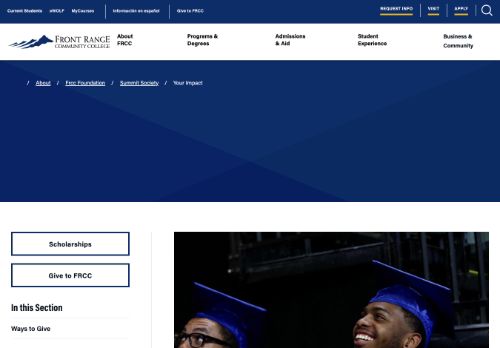 Current Students eWOLF MyCourses Información en español Give to FRCC REQUEST INFO VISIT APPLY
FRONT RANGE
COMMUNITY COLLEGE
About
FRCC
Programs &
Degrees
Admissions
& Aid
Student
Experience
Business &
Community
/ About / Frcc Foundation / Summit Society / Your Impact
Scholarships
Give to FRCC
In this Section
Ways to Give